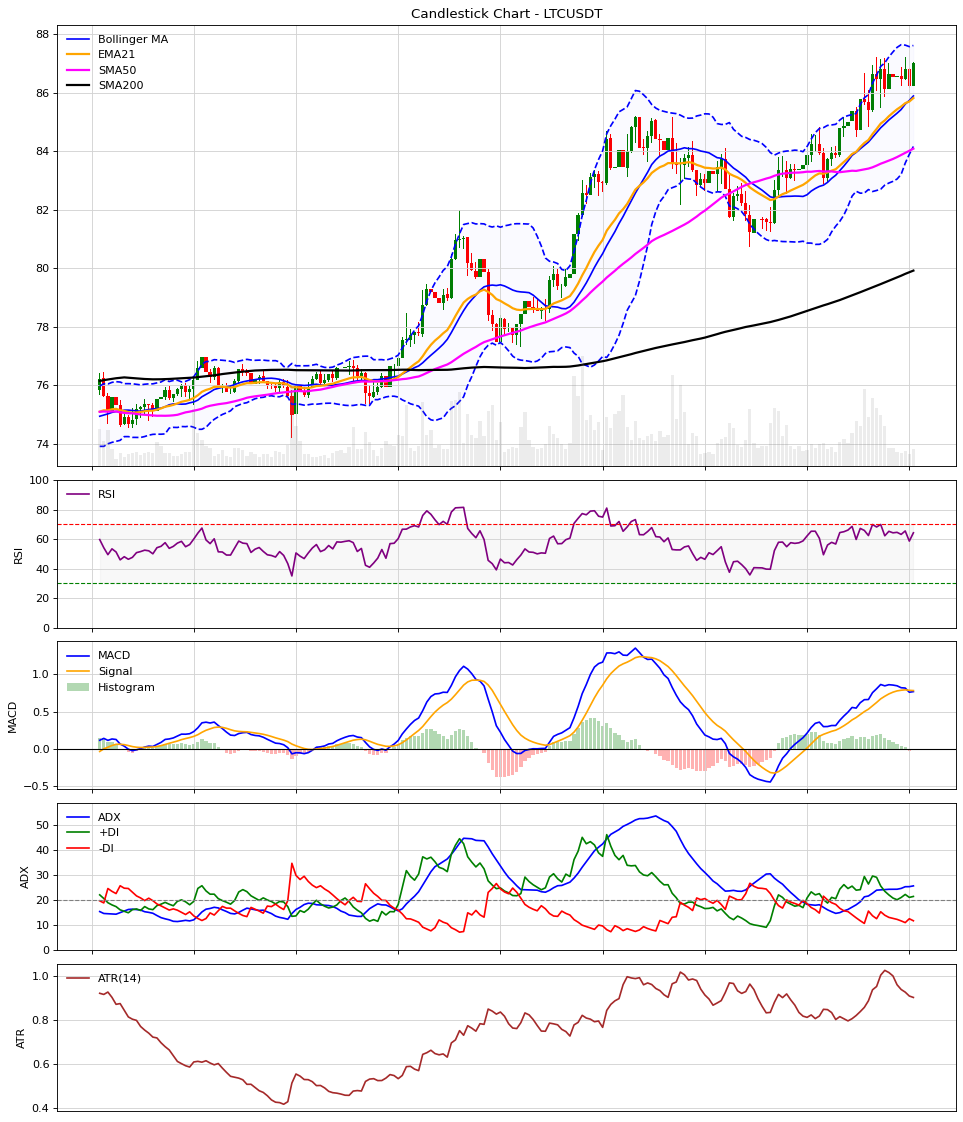 Candlestick Chart - LTCUSDT
Bollinger MA
EMA21
SMA50
SMA200
88
86
84
82
80
78
76
74
RSI
RSI
100
80
60
40
20
0
MACD
Signal
Histogram
MACD
1.0
0.5
0.0
−0.5
ADX
+DI
-DI
ADX
50
40
30
20
10
0
ATR(14)
ATR
1.0
0.8
0.6
0.4